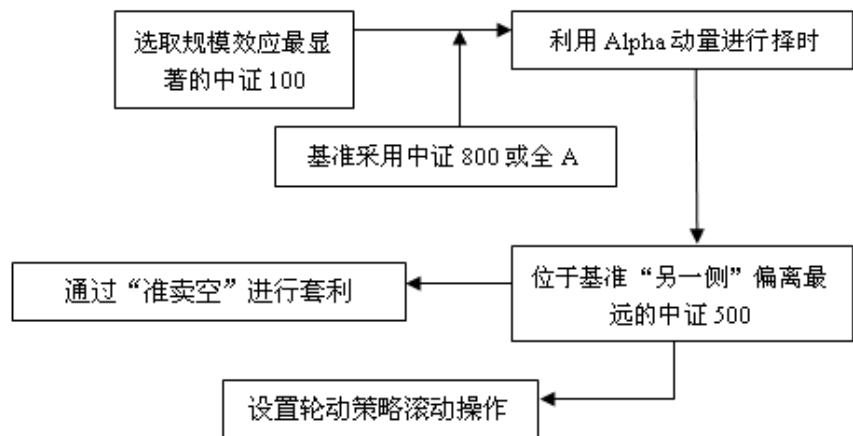 选取规模效应最显
著的中证 100
利用 Alpha 动量进行择时
基准采用中证 800 或全 A
位于基准“另一侧”偏离最
远的中证 500
通过“准卖空”进行套利
设置轮动策略滚动操作